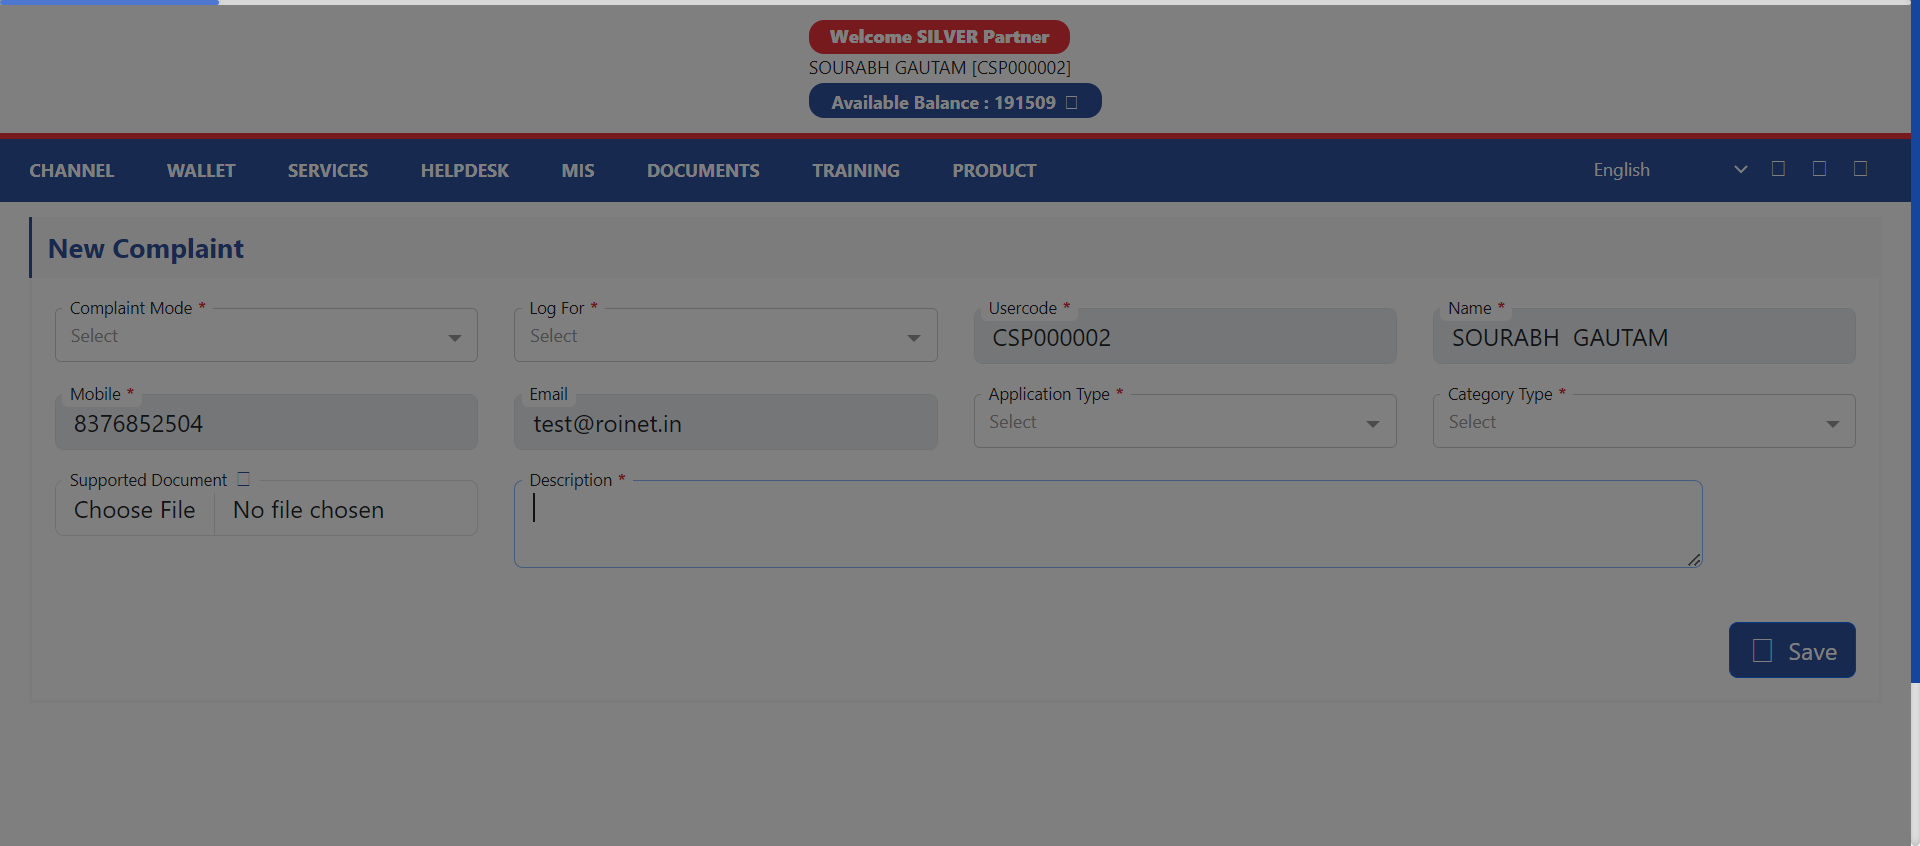 Welcome SILVER Partner
SOURABH GAUTAM [CSP000002]
Available Balance : 191509
CHANNEL WALLET SERVICES HELPDESK MIS DOCUMENTS TRAINING PRODUCT English
New Complaint
Complaint Mode * Log For * Usercode * Name *
Select Select CSP000002 SOURABH GAUTAM
Mobile * Email Application Type * Category Type *
8376852504 test@roinet.in Select Select
Supported Document Description *
Choose File No file chosen
Save